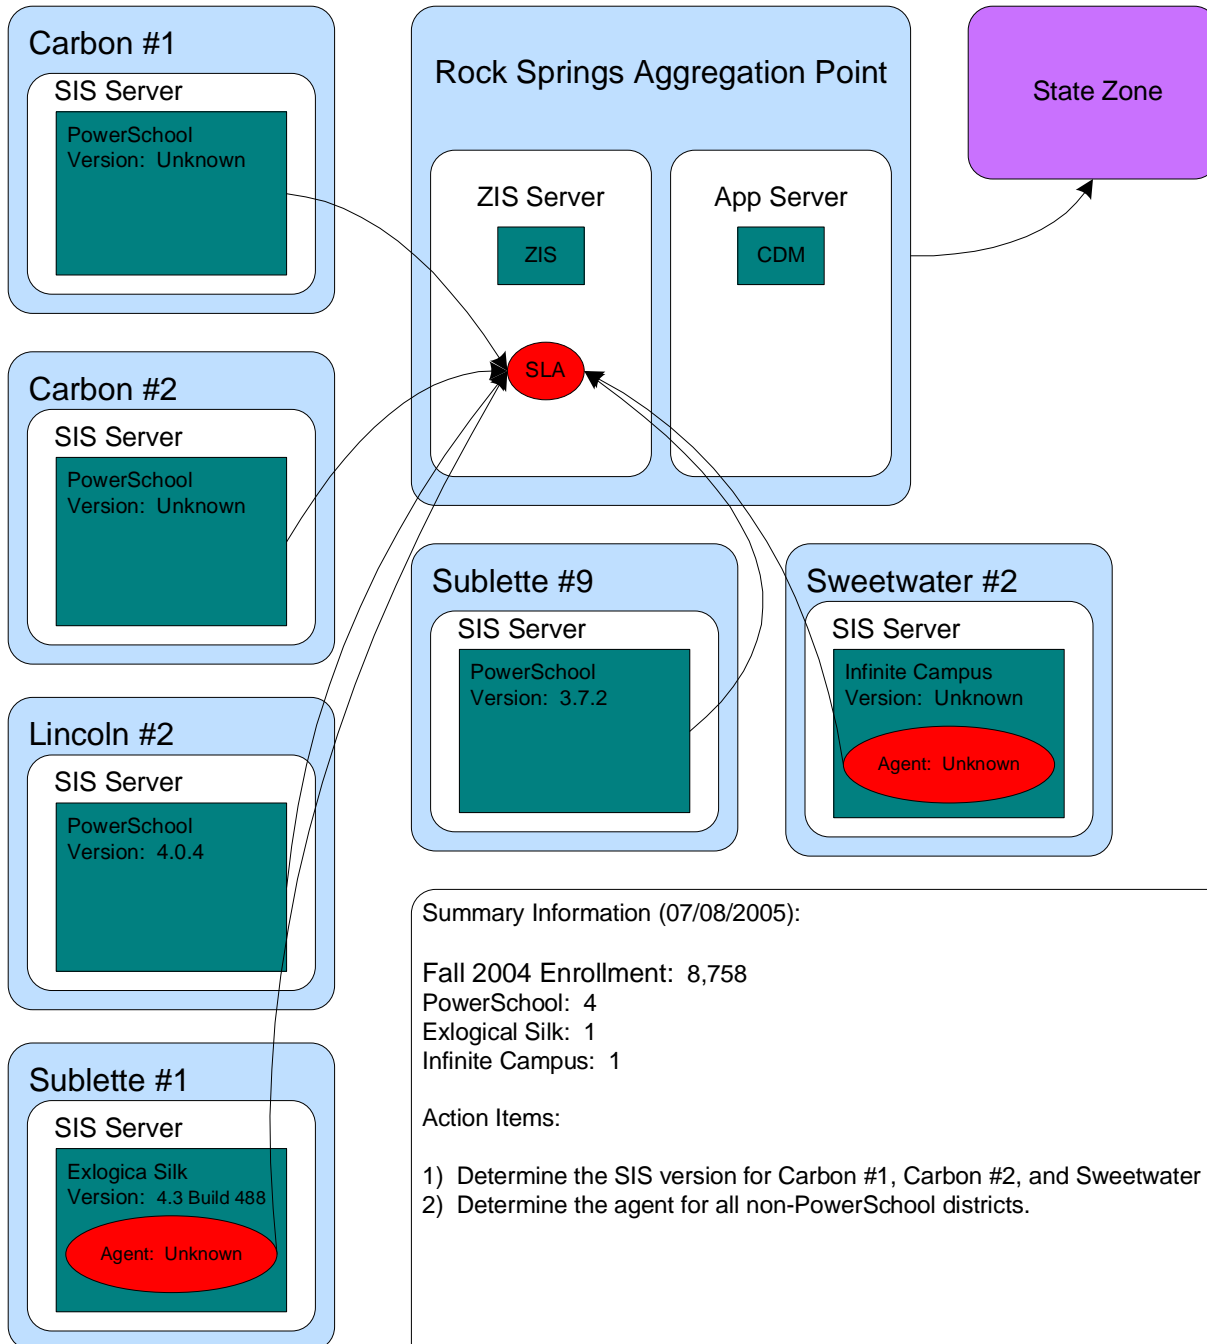 Carbon #1
SIS Server
PowerSchool
Version: Unknown
Rock Springs Aggregation Point
ZIS Server
ZIS
SLA
App Server
CDM
State Zone
Carbon #2
SIS Server
PowerSchool
Version: Unknown
Lincoln #2
SIS Server
PowerSchool
Version: 4.0.4
Sublette #9
SIS Server
PowerSchool
Version: 3.7.2
Sweetwater #2
SIS Server
Infinite Campus
Version: Unknown
Agent: Unknown
Sublette #1
SIS Server
Exlogica Silk
Version: 4.3 Build 488
Agent: Unknown
Summary Information (07/08/2005):
Fall 2004 Enrollment: 8,758
PowerSchool: 4
Exlogical Silk: 1
Infinite Campus: 1
Action Items:
1) Determine the SIS version for Carbon #1, Carbon #2, and Sweetwater
2) Determine the agent for all non-PowerSchool districts.